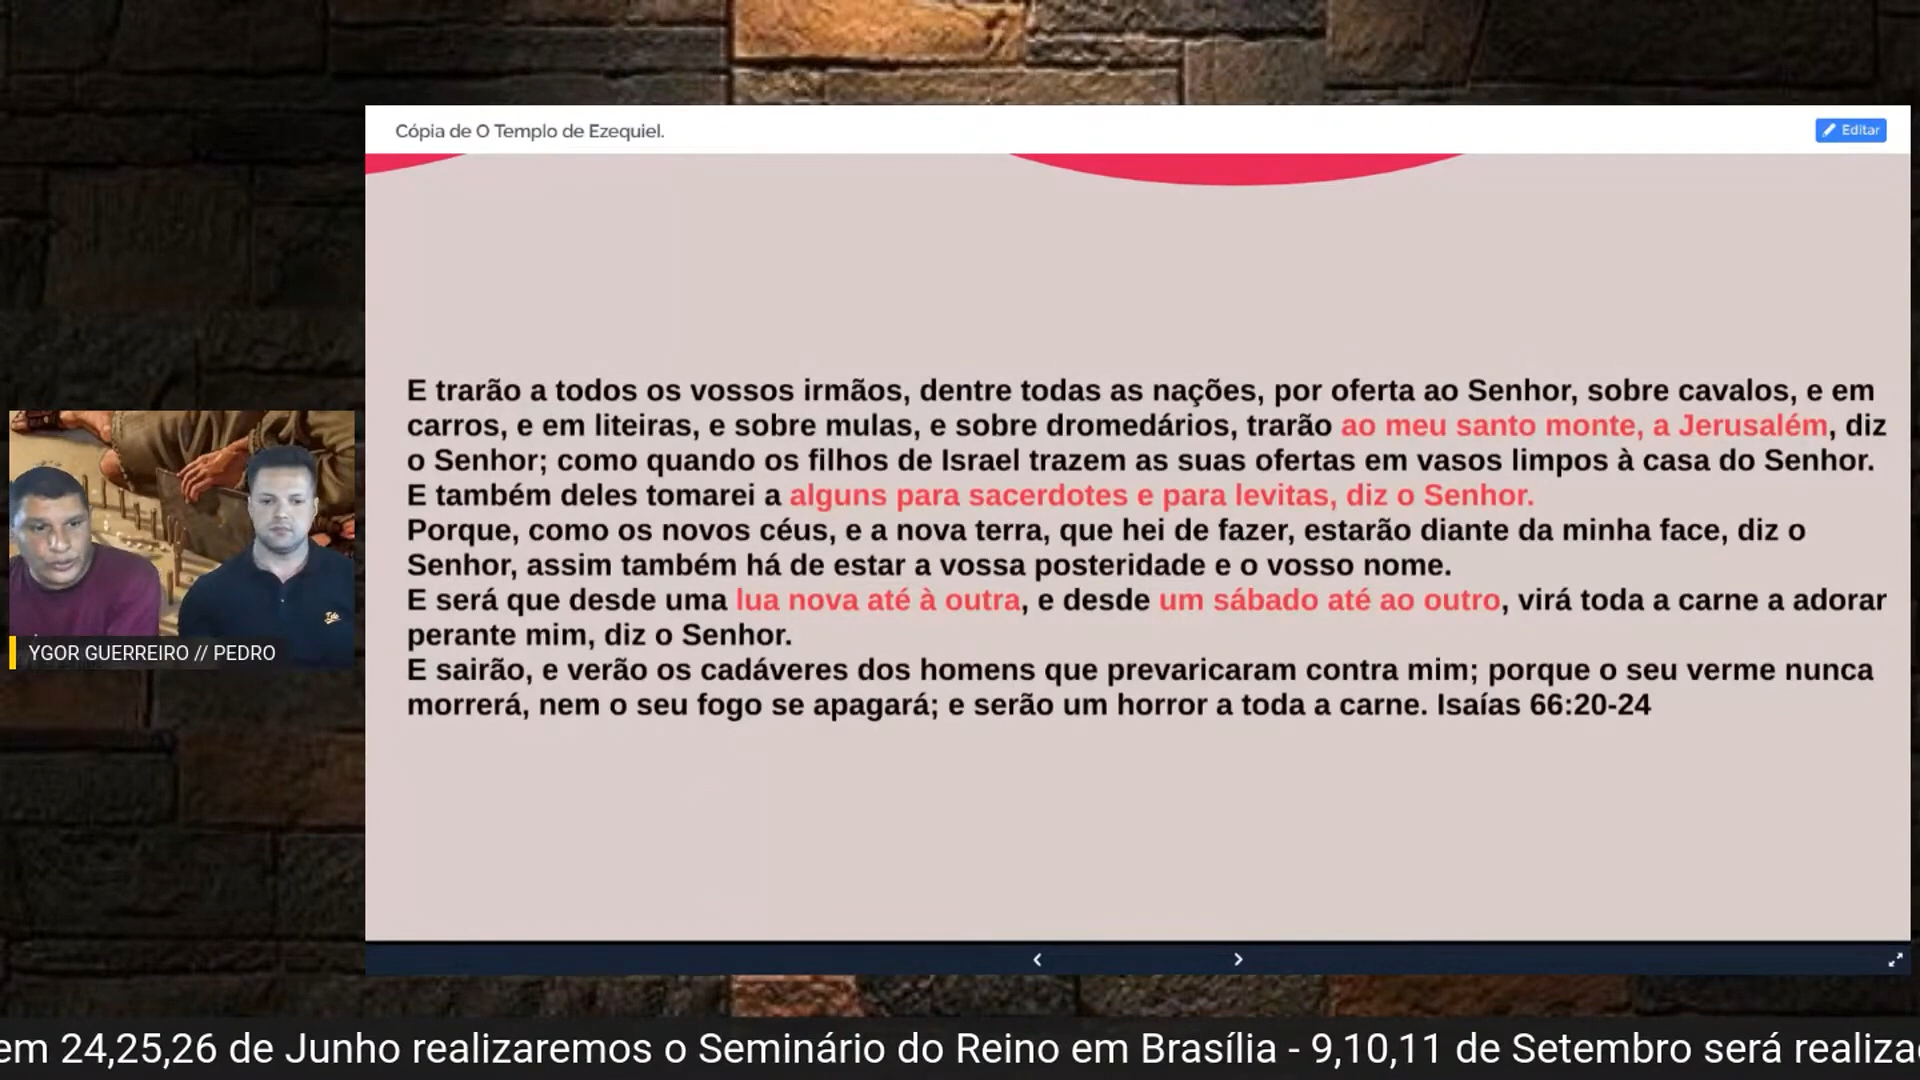 Cópia de O Templo de Ezequiel.
Editar
E trarão a todos os vossos irmãos, dentre todas as nações, por oferta ao Senhor, sobre cavalos, e em
carros, e em liteiras, e sobre mulas, e sobre dromedários, trarão ao meu santo monte, a Jerusalém, diz
o Senhor; como quando os filhos de Israel trazem as suas ofertas em vasos limpos à casa do Senhor.
E também deles tomarei a alguns para sacerdotes e para levitas, diz o Senhor.
Porque, como os novos céus, e a nova terra, que hei de fazer, estarão diante da minha face, diz o
Senhor, assim também há de estar a vossa posteridade e o vosso nome.
E será que desde uma lua nova até à outra, e desde um sábado até ao outro, virá toda a carne a adorar
perante mim, diz o Senhor.
E sairão, e verão os cadáveres dos homens que prevaricaram contra mim; porque o seu verme nunca
morrerá, nem o seu fogo se apagará; e serão um horror a toda a carne. Isaías 66:20-24
YGOR GUERREIRO // PEDRO
em 24,25,26 de Junho realizaremos o Seminário do Reino em Brasília - 9,10,11 de Setembro será realiza